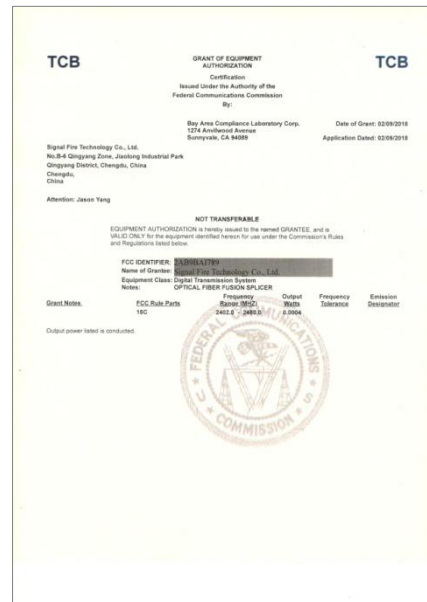 TCB
GRANT OF EQUIPMENT
AUTHORIZATION
TCB
Certification
Issued Under the Authority of the
Federal Communications Commission
By:
Bay Area Compliance Laboratory Corp.
1274 Anvilwood Avenue
Sunnyvale, CA 94089
Date of Grant: 02/09/2018
Application Dated: 02/09/2018
Signal Fire Technology Co., Ltd.
No.B-6 Qingyang Zone, Jiaolong Industrial Park
Qingyang District, Chengdu, China
Chengdu,
China
Attention: Jason Yang
NOT TRANSFERABLE
EQUIPMENT AUTHORIZATION is hereby issued to the named GRANTEE, and is
VALID ONLY for the equipment identified hereon for use under the Commission's Rules
and Regulations listed below.
FCC IDENTIFIER:
Name of Grantee: Signal Fire Technology Co., Ltd.
Equipment Class: Digital Transmission System
Notes: OPTICAL FIBER FUSION SPLICER
Grant Notes FCC Rule Parts Frequency Range (MHZ) Output Watts Frequency Tolerance Emission Designator
15C 2402.0 - 2480.0 0.0004
Output power listed is conducted.
FEDERAL COMMUNICATIONS COMMISSION